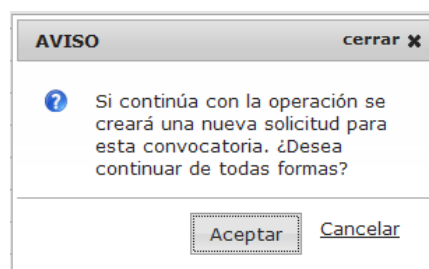 AVISO cerrar x
Si continúa con la operación se
creará una nueva solicitud para
esta convocatoria. ¿Desea
continuar de todas formas?
Aceptar Cancelar